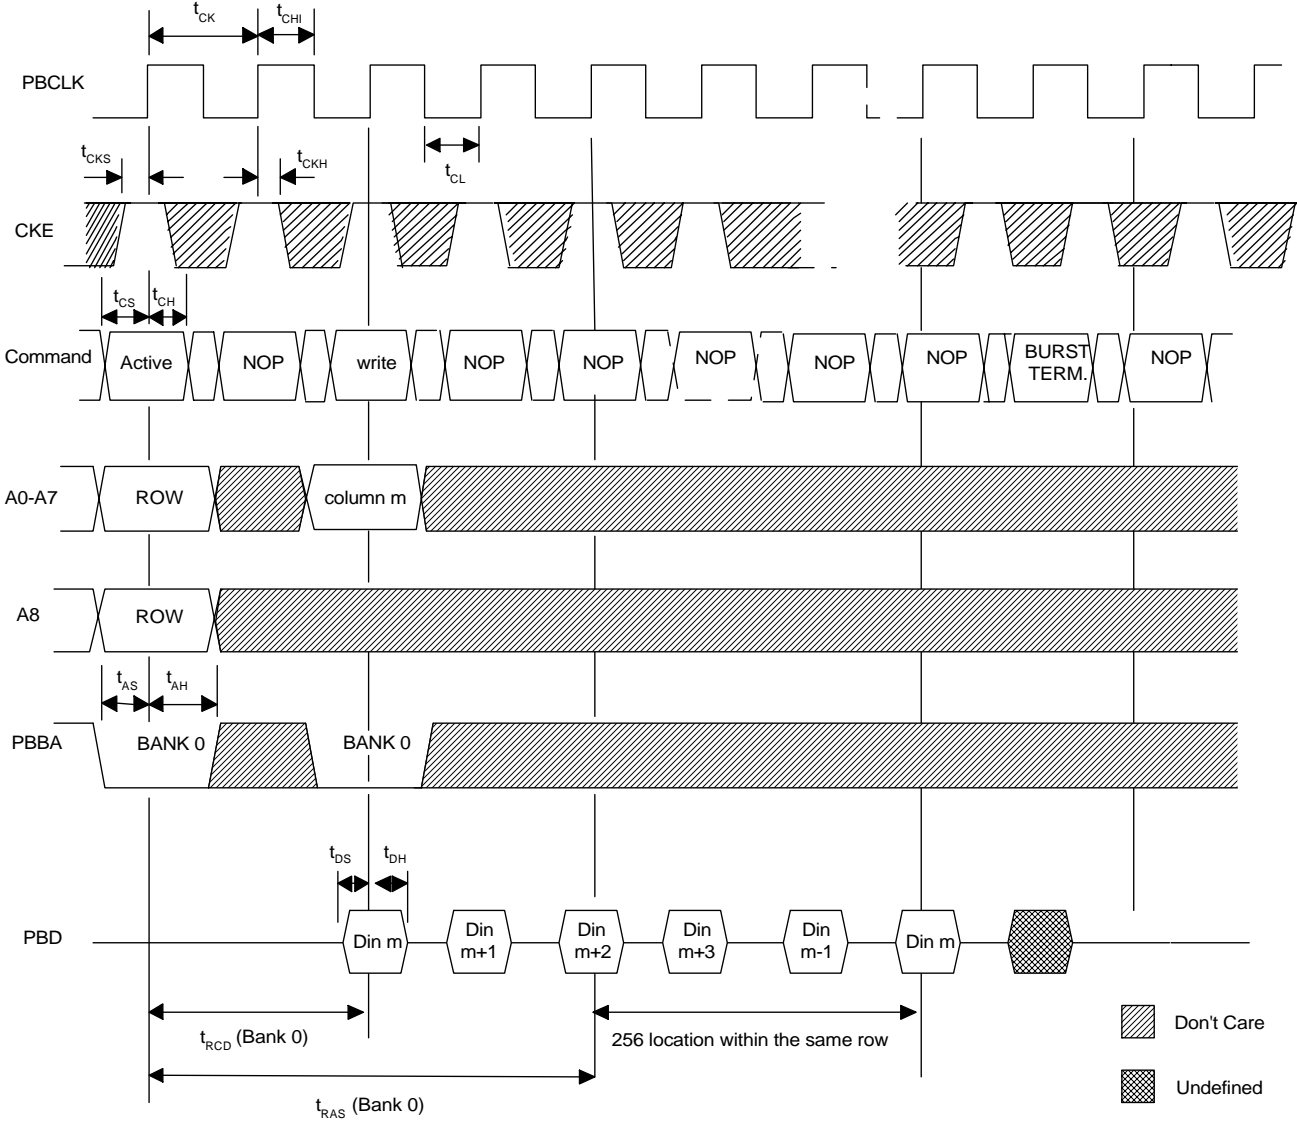 tCK
tCHI
PBCLK
tCKS
tCKH
tCL
CKE
tCS
tCH
Command
Active
NOP
write
NOP
NOP
NOP
NOP
NOP
BURST
TERM.
NOP
A0-A7
ROW
column m
A8
ROW
tAS
tAH
PBBA
BANK 0
BANK 0
tDS
tDH
PBD
Din m
Din
m+1
Din
m+2
Din
m+3
Din
m-1
Din m
tRCD (Bank 0)
256 location within the same row
Don't Care
tRAS (Bank 0)
Undefined